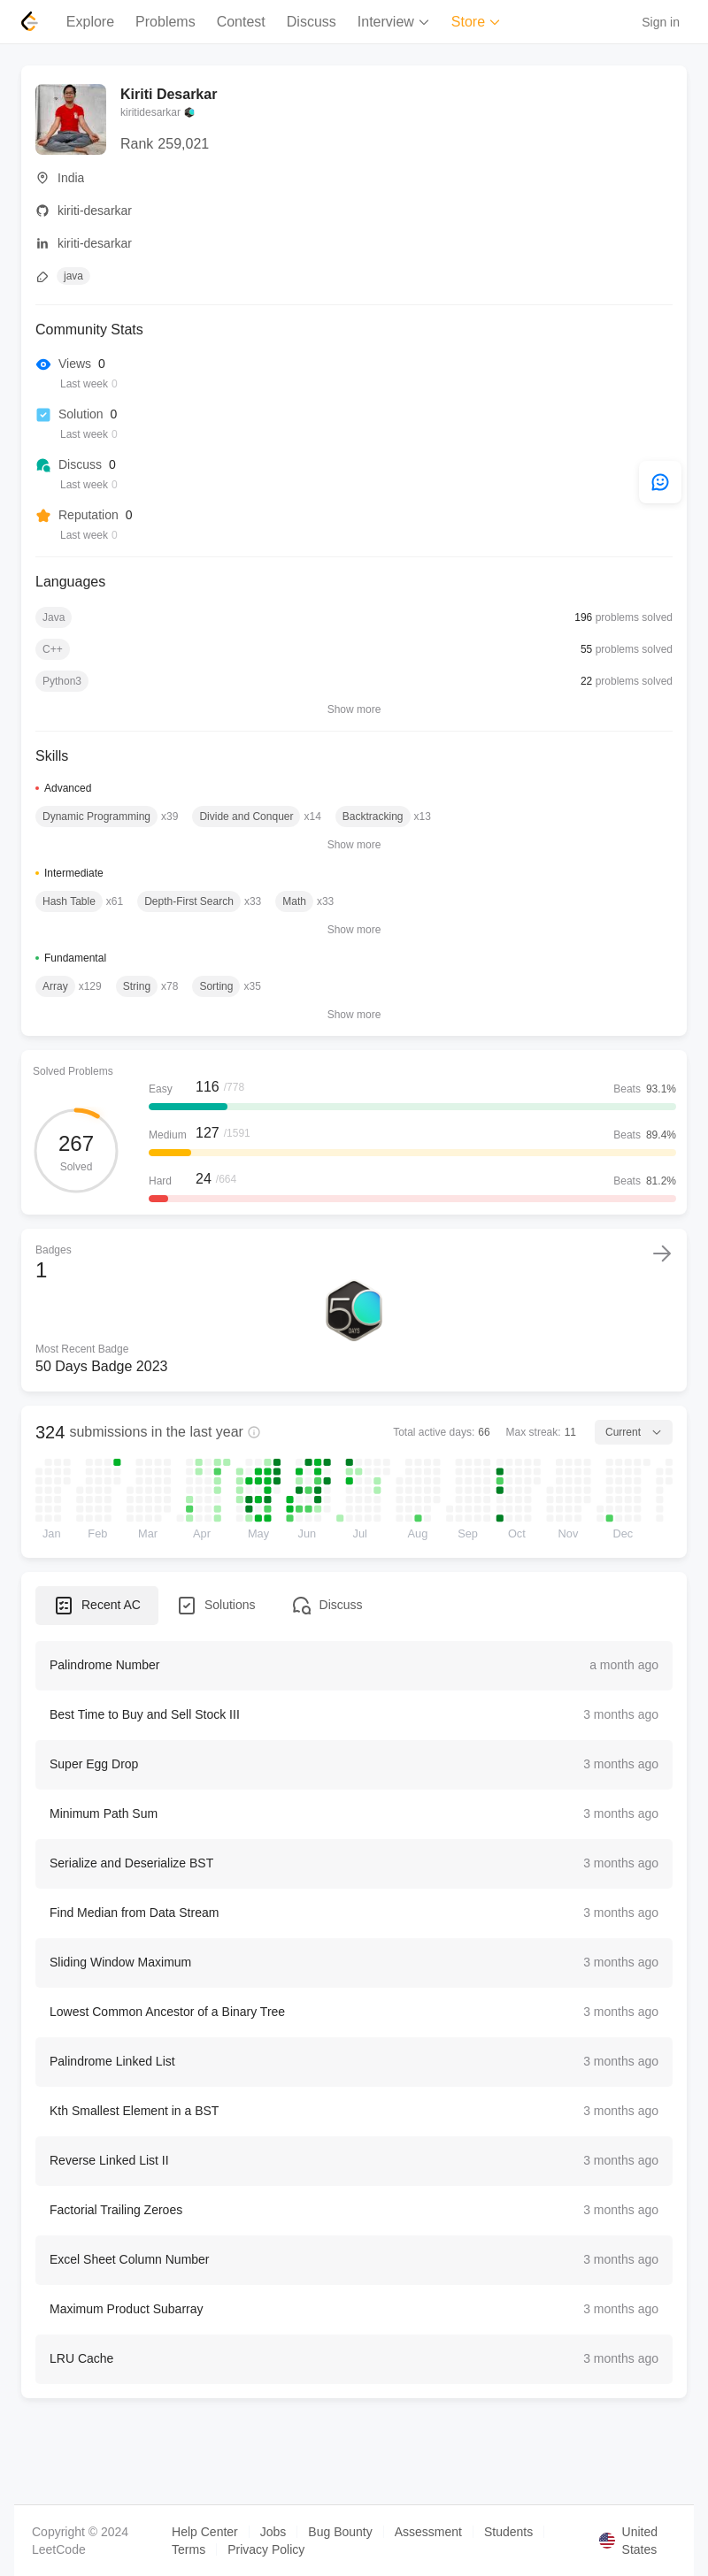 Explore Problems Contest Discuss Interview Store Sign in
Kiriti Desarkar
kiritidesarkar
Rank 259,021
India
kiriti-desarkar
kiriti-desarkar
java
Community Stats
Views 0
Last week 0
Solution 0
Last week 0
Discuss 0
Last week 0
Reputation 0
Last week 0
Languages
Java 196 problems solved
C++ 55 problems solved
Python3 22 problems solved
Show more
Skills
Advanced
Dynamic Programming x39 Divide and Conquer x14 Backtracking x13
Show more
Intermediate
Hash Table x61 Depth-First Search x33 Math x33
Show more
Fundamental
Array x129 String x78 Sorting x35
Show more
Solved Problems
267
Solved
Easy 116 /778 Beats 93.1%
Medium 127 /1591 Beats 89.4%
Hard 24 /664 Beats 81.2%
Badges
1
50
DAYS
Most Recent Badge
50 Days Badge 2023
324 submissions in the last year Total active days: 66 Max streak: 11 Current
Jan Feb Mar Apr May Jun Jul Aug Sep Oct Nov Dec
Recent AC Solutions Discuss
Palindrome Number a month ago
Best Time to Buy and Sell Stock III 3 months ago
Super Egg Drop 3 months ago
Minimum Path Sum 3 months ago
Serialize and Deserialize BST 3 months ago
Find Median from Data Stream 3 months ago
Sliding Window Maximum 3 months ago
Lowest Common Ancestor of a Binary Tree 3 months ago
Palindrome Linked List 3 months ago
Kth Smallest Element in a BST 3 months ago
Reverse Linked List II 3 months ago
Factorial Trailing Zeroes 3 months ago
Excel Sheet Column Number 3 months ago
Maximum Product Subarray 3 months ago
LRU Cache 3 months ago
Copyright © 2024 Help Center Jobs Bug Bounty Assessment Students United
LeetCode Terms Privacy Policy States